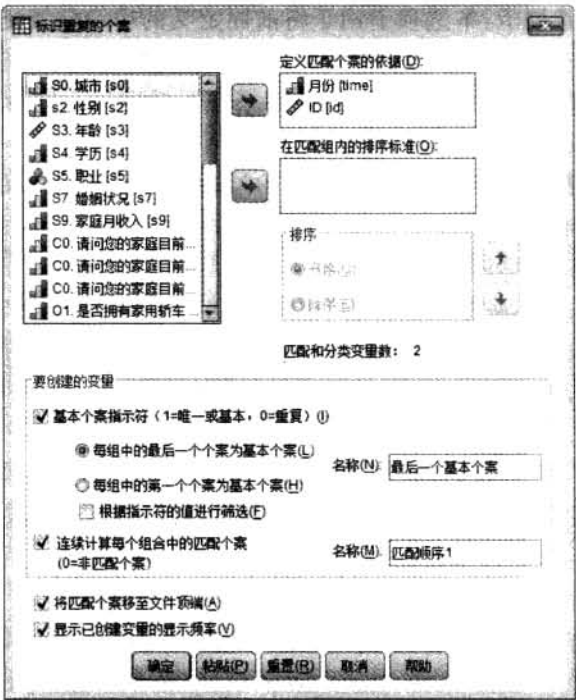 标识重复的个案
S0. 城市 [s0]
s2. 性别 [s2]
S3. 年龄 [s3]
S4. 学历 [s4]
S5. 职业 [s5]
S7 婚姻状况 [s7]
S9. 家庭月收入 [s9]
C0. 请问您的家庭目前...
C0. 请问您的家庭目前...
C0. 请问您的家庭目前...
O1. 是否拥有家用轿车...
定义匹配个案的依据(D):
月份 [time]
ID [id]
在匹配组内的排序标准(O):
排序
升序(G)
降序(E)
匹配和分类变量数: 2
要创建的变量
基本个案指示符（1=唯一或基本，0=重复）(I)
每组中的最后一个个案为基本个案(L)
每组中的第一个个案为基本个案(H)
根据指示符的值进行筛选(F)
名称(N): 最后一个基本个案
连续计算每个组合中的匹配个案
(0=非匹配个案)
名称(M). 匹配顺序1
将匹配个案移至文件顶端(A)
显示已创建变量的显示频率(V)
确定 粘贴(P) 重置(R) 取消 帮助